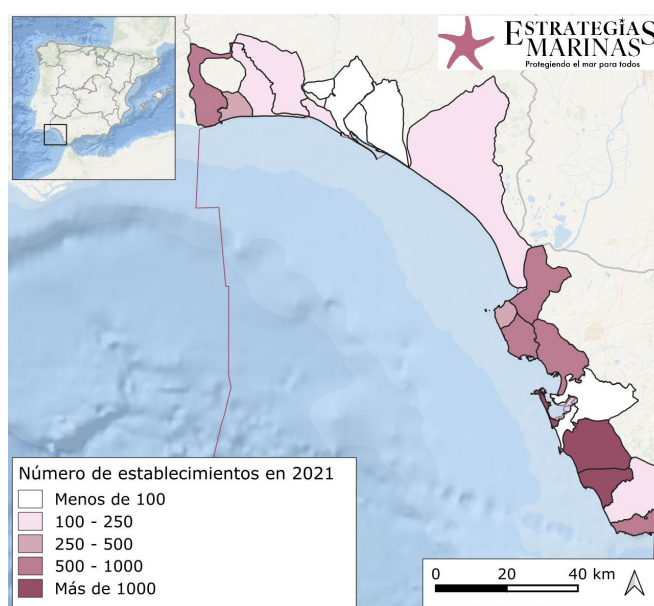 ESTRATEGIAS
MARINAS
Protegiendo el mar para todos
Número de establecimientos en 2021
Menos de 100
100 - 250
250 - 500
500 - 1000
Más de 1000
0 20 40 km